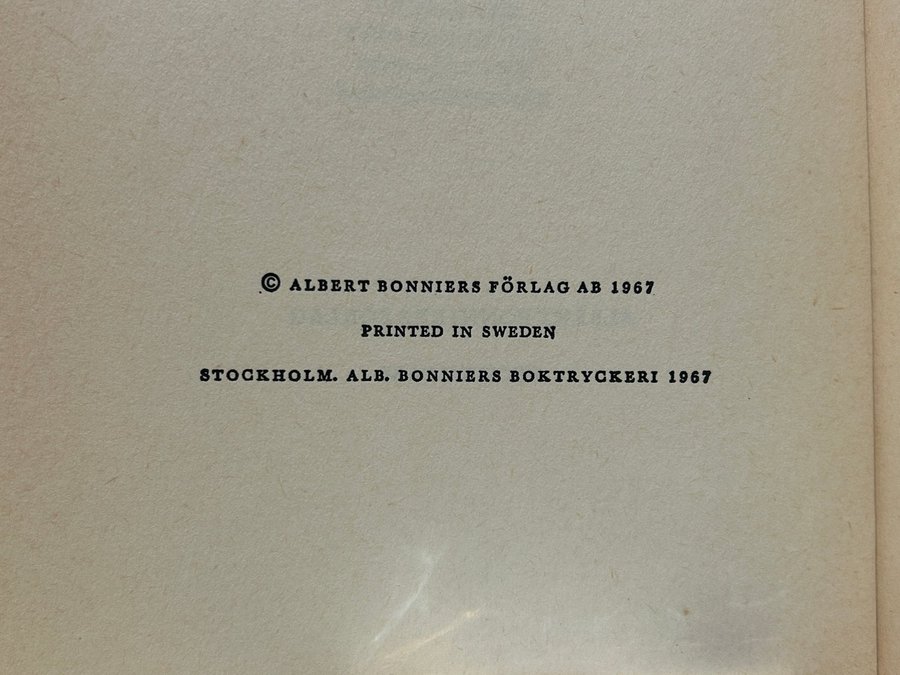 © ALBERT BONNIERS FÖRLAG AB 1967
PRINTED IN SWEDEN
STOCKHOLM. ALB. BONNIERS BOKTRYCKERI 1967